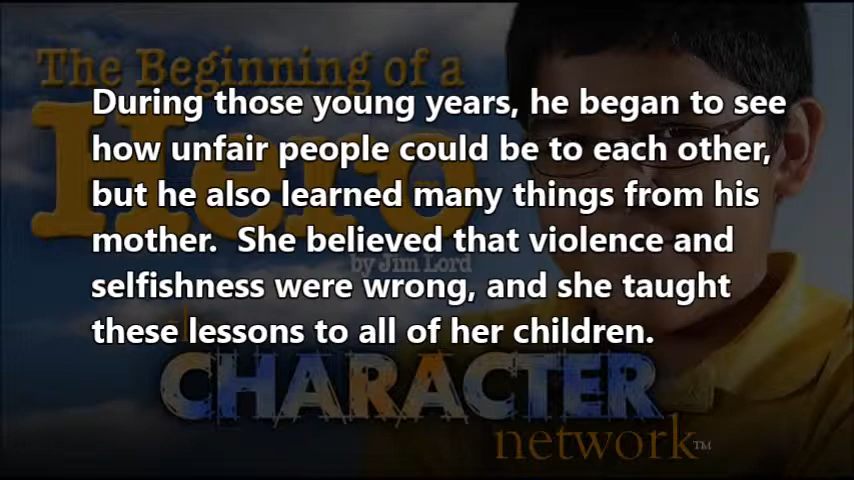 The Beginning of a
Hero
by Jim Lord
During those young years, he began to see
how unfair people could be to each other,
but he also learned many things from his
mother.  She believed that violence and
selfishness were wrong, and she taught
these lessons to all of her children.
CHARACTER
network™